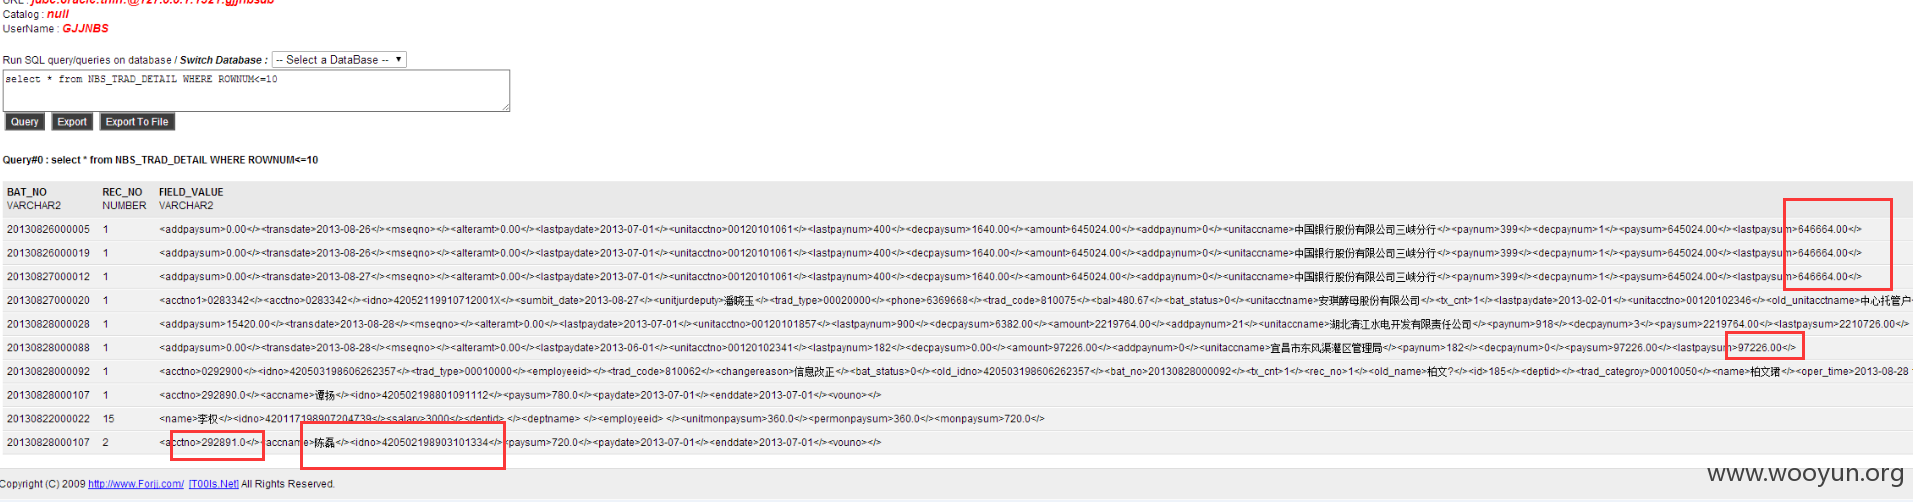 Catalog : null
UserName : GJJNBS
Run SQL query/queries on database / Switch Database : -- Select a DataBase --
select * from NBS_TRAD_DETAIL WHERE ROWNUM<=10
Query Export Export To File
Query#0 : select * from NBS_TRAD_DETAIL WHERE ROWNUM<=10
BAT_NO REC_NO FIELD_VALUE
VARCHAR2 NUMBER VARCHAR2
20130826000005 1 <addpaysum>0.00</><transdate>2013-08-26</><mseqno></><alteramt>0.00</><lastpaydate>2013-07-01</><unitacctno>00120101061</><lastpaynum>400</><decpaysum>1640.00</><amount>645024.00</><addpaynum>0</><unitaccname>中国银行股份有限公司三峡分行</><paynum>399</><decpaynum>1</><paysum>645024.00</><lastpaysum>646664.00</>
20130826000019 1 <addpaysum>0.00</><transdate>2013-08-26</><mseqno></><alteramt>0.00</><lastpaydate>2013-07-01</><unitacctno>00120101061</><lastpaynum>400</><decpaysum>1640.00</><amount>645024.00</><addpaynum>0</><unitaccname>中国银行股份有限公司三峡分行</><paynum>399</><decpaynum>1</><paysum>645024.00</><lastpaysum>646664.00</>
20130827000012 1 <addpaysum>0.00</><transdate>2013-08-27</><mseqno></><alteramt>0.00</><lastpaydate>2013-07-01</><unitacctno>00120101061</><lastpaynum>400</><decpaysum>1640.00</><amount>645024.00</><addpaynum>0</><unitaccname>中国银行股份有限公司三峡分行</><paynum>399</><decpaynum>1</><paysum>645024.00</><lastpaysum>646664.00</>
20130827000020 1 <acctno1>0283342</><acctno>0283342</><idno>42052119910712001X</><sumbit_date>2013-08-27</><unitjurdeputy>潘晓玉</><trad_type>00020000</><phone>6369668</><trad_code>810075</><bal>480.67</><bat_status>0</><unitacctname>安琪酵母股份有限公司</><tx_cnt>1</><lastpaydate>2013-02-01</><unitacctno>00120102346</><old_unitacctname>中心托管户
20130828000028 1 <addpaysum>15420.00</><transdate>2013-08-28</><mseqno></><alteramt>0.00</><lastpaydate>2013-07-01</><unitacctno>00120101857</><lastpaynum>900</><decpaysum>6382.00</><amount>2219764.00</><addpaynum>21</><unitaccname>湖北清江水电开发有限责任公司</><paynum>918</><decpaynum>3</><paysum>2219764.00</><lastpaysum>2210726.00</>
20130828000088 1 <addpaysum>0.00</><transdate>2013-08-28</><mseqno></><alteramt>0.00</><lastpaydate>2013-06-01</><unitacctno>00120102341</><lastpaynum>182</><decpaysum>0.00</><amount>97226.00</><addpaynum>0</><unitaccname>宜昌市东风渠灌区管理局</><paynum>182</><decpaynum>0</><paysum>97226.00</><lastpaysum>97226.00</>
20130828000092 1 <acctno>0292900</><idno>420503198606262357</><trad_type>00010000</><employeeid></><trad_code>810062</><changereason>信息改正</><bat_status>0</><old_idno>420503198606262357</><bat_no>20130828000092</><tx_cnt>1</><rec_no>1</><old_name>柏文?</><id>185</><deptid></><trad_categroy>00010050</><name>柏文珺</><oper_time>2013-08-28
20130828000107 1 <acctno>292890.0</><accname>谭扬</><idno>420502198801091112</><paysum>780.0</><paydate>2013-07-01</><enddate>2013-07-01</><vouno></>
20130822000022 15 <name>李权</><idno>420117198907204739</><salary>3000</><deptid> </><deptname> </><employeeid> </><unitmonpaysum>360.0</><permonpaysum>360.0</><monpaysum>720.0</>
20130828000107 2 <acctno>292891.0</><accname>陈磊</><idno>420502198903101334</><paysum>720.0</><paydate>2013-07-01</><enddate>2013-07-01</><vouno></>
Copyright (C) 2009 http://www.Forjj.com/ [T00ls.Net] All Rights Reserved.
www.wooyun.org